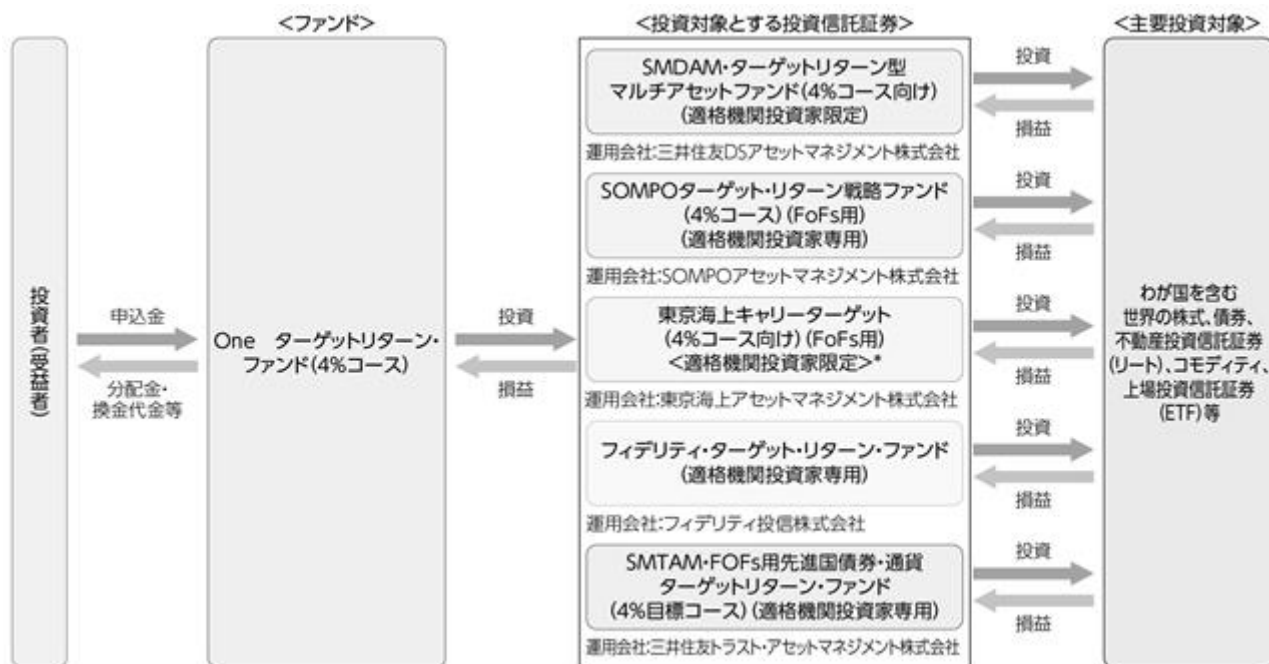 <ファンド>
<投資対象とする投資信託証券>
<主要投資対象>
投資者(受益者)
申込金
分配金・
換金代金等
One ターゲットリターン・
ファンド(4%コース)
投資
損益
SMDAM・ターゲットリターン型
マルチアセットファンド(4%コース向け)
(適格機関投資家限定)
運用会社:三井住友DSアセットマネジメント株式会社
投資
損益
SOMPOターゲット・リターン戦略ファンド
(4%コース)(FoFs用)
(適格機関投資家専用)
運用会社:SOMPOアセットマネジメント株式会社
投資
損益
東京海上キャリーターゲット
(4%コース向け)(FoFs用)
<適格機関投資家限定>*
運用会社:東京海上アセットマネジメント株式会社
投資
損益
フィデリティ・ターゲット・リターン・ファンド
(適格機関投資家専用)
運用会社:フィデリティ投信株式会社
投資
損益
SMTAM・FOFs用先進国債券・通貨
ターゲットリターン・ファンド
(4%目標コース)(適格機関投資家専用)
運用会社:三井住友トラスト・アセットマネジメント株式会社
投資
損益
わが国を含む
世界の株式、債券、
不動産投資信託証券
(リート)、コモディティ、
上場投資信託証券
(ETF)等